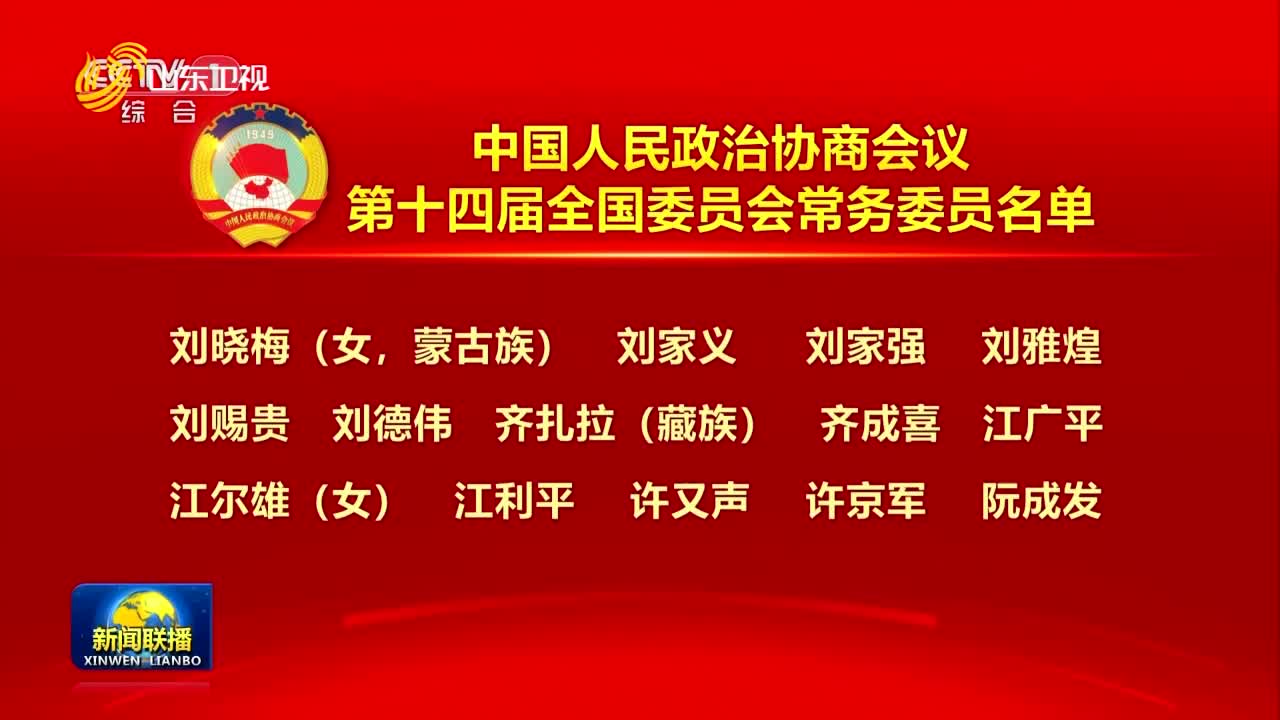 CCTV 1 山东卫视
综合
1949
中国人民政治协商会议
中国人民政治协商会议
第十四届全国委员会常务委员名单
刘晓梅（女，蒙古族） 刘家义 刘家强 刘雅煌
刘赐贵 刘德伟 齐扎拉（藏族） 齐成喜 江广平
江尔雄（女） 江利平 许又声 许京军 阮成发
新闻联播
XINWEN LIANBO